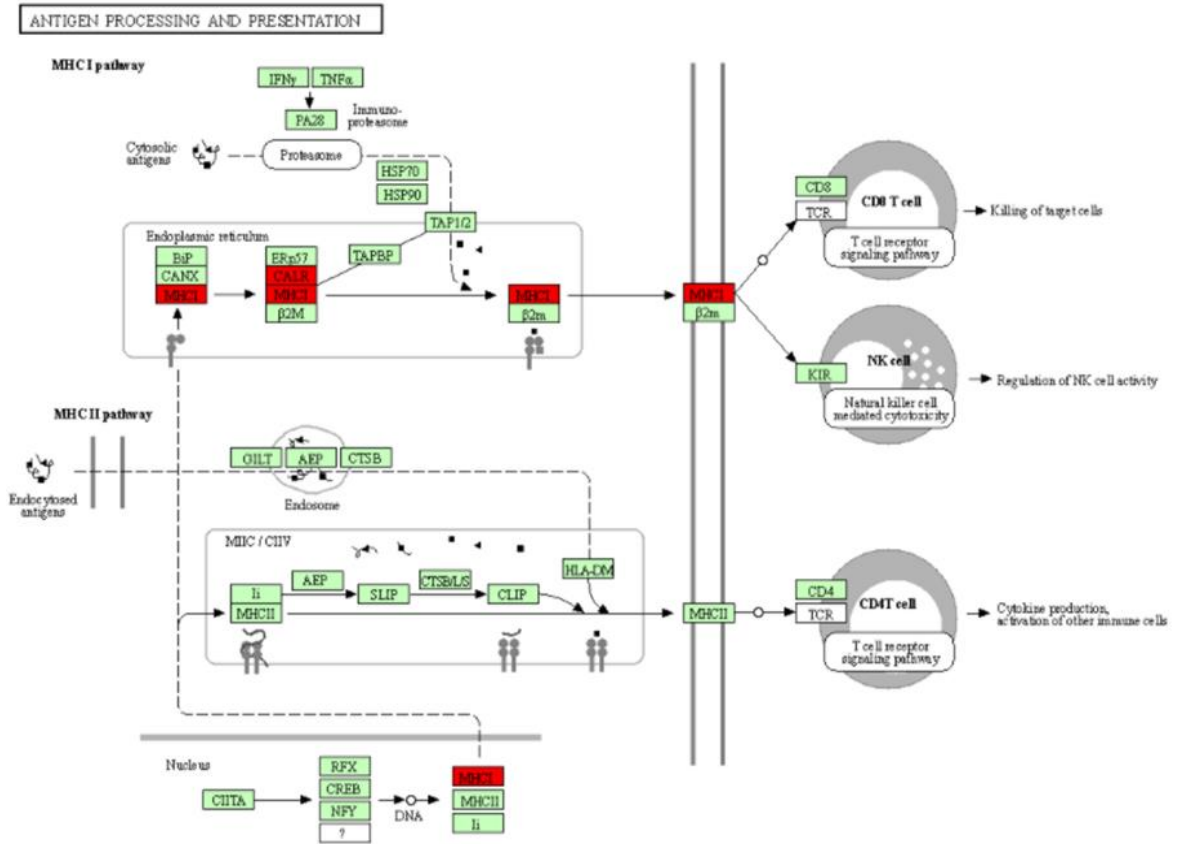 ANTIGEN PROCESSING AND PRESENTATION
MHC I pathway
IFNγ
TNFα
PA28
Immuno-
proteasome
Cytosolic
antigens
Proteasome
HSP70
HSP90
TAP1/2
Endoplasmic reticulum
BiP
CANX
MHCI
ERp57
CALR
MHCI
β2M
TAPBP
MHCI
β2m
MHCI
β2m
CD8
TCR
CD8 T cell
T cell receptor
signaling pathway
Killing of target cells
KIR
NK cell
Natural killer cell
mediated cytotoxicity
Regulation of NK cell activity
MHC II pathway
Endocytosed
antigens
GILT
AEP
CTSB
Endosome
MIIC / CIIV
Ii
MHCII
AEP
SLIP
CTSB/L/S
CLIP
HLA-DM
MHCII
CD4
TCR
CD4 T cell
T cell receptor
signaling pathway
Cytokine production,
activation of other immune cells
Nucleus
CIITA
RFX
CREB
NFY
?
DNA
MHCI
MHCII
Ii